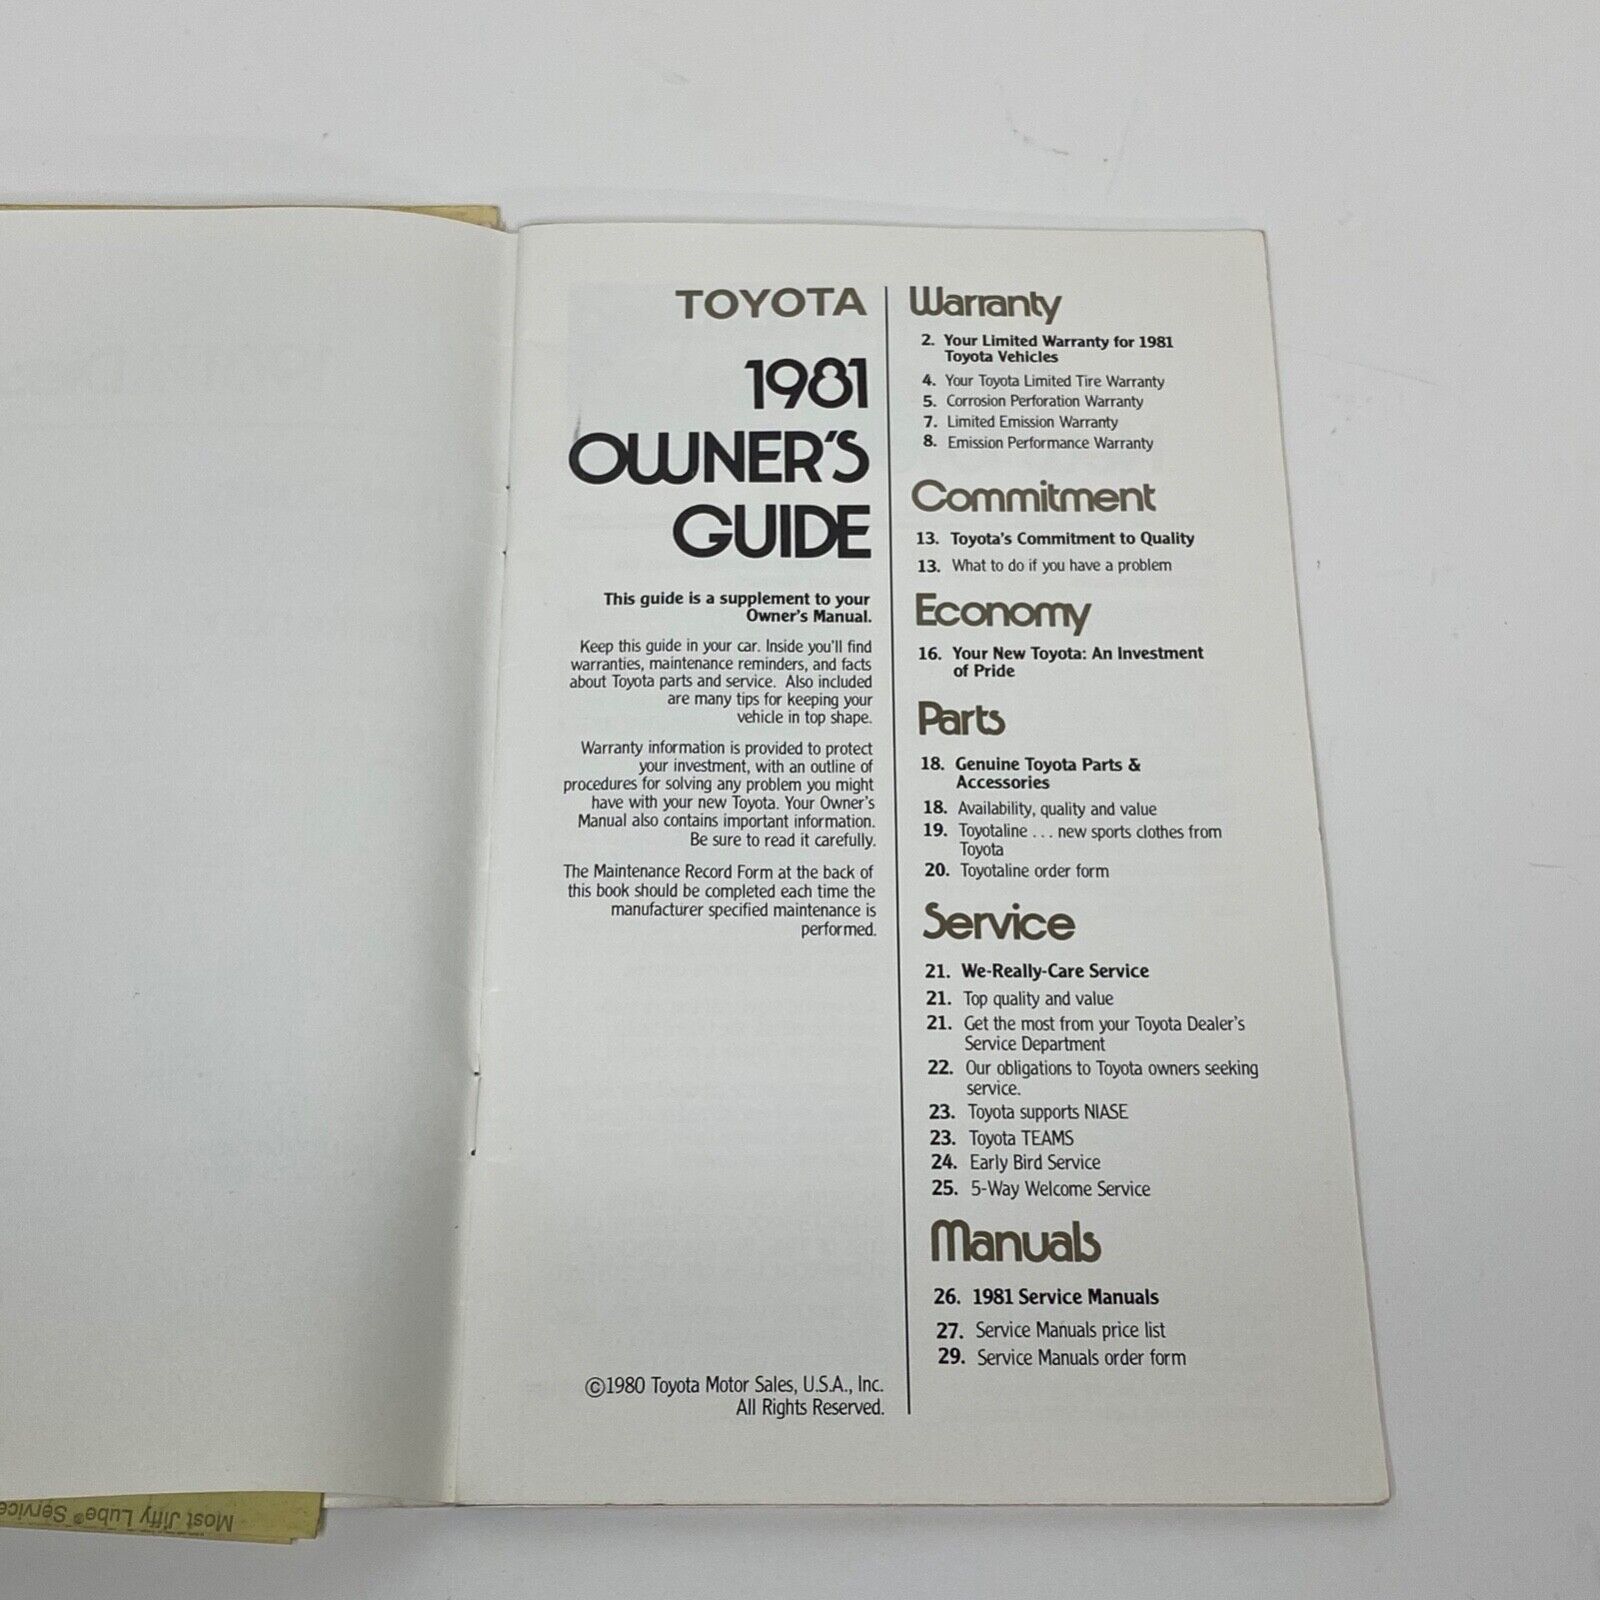 TOYOTA
1981
OWNER'S
GUIDE
This guide is a supplement to your
Owner's Manual.
Keep this guide in your car. Inside you'll find
warranties, maintenance reminders, and facts
about Toyota parts and service. Also included
are many tips for keeping your
vehicle in top shape.
Warranty information is provided to protect
your investment, with an outline of
procedures for solving any problem you might
have with your new Toyota. Your Owner's
Manual also contains important information.
Be sure to read it carefully.
The Maintenance Record Form at the back of
this book should be completed each time the
manufacturer specified maintenance is
performed.
©1980 Toyota Motor Sales, U.S.A., Inc.
All Rights Reserved.
Warranty
2. Your Limited Warranty for 1981
Toyota Vehicles
4. Your Toyota Limited Tire Warranty
5. Corrosion Perforation Warranty
7. Limited Emission Warranty
8. Emission Performance Warranty
Commitment
13. Toyota's Commitment to Quality
13. What to do if you have a problem
Economy
16. Your New Toyota: An Investment
of Pride
Parts
18. Genuine Toyota Parts &
Accessories
18. Availability, quality and value
19. Toyotaline . . . new sports clothes from
Toyota
20. Toyotaline order form
Service
21. We-Really-Care Service
21. Top quality and value
21. Get the most from your Toyota Dealer's
Service Department
22. Our obligations to Toyota owners seeking
service.
23. Toyota supports NIASE
23. Toyota TEAMS
24. Early Bird Service
25. 5-Way Welcome Service
Manuals
26. 1981 Service Manuals
27. Service Manuals price list
29. Service Manuals order form
Most Jiffy Lube® Service